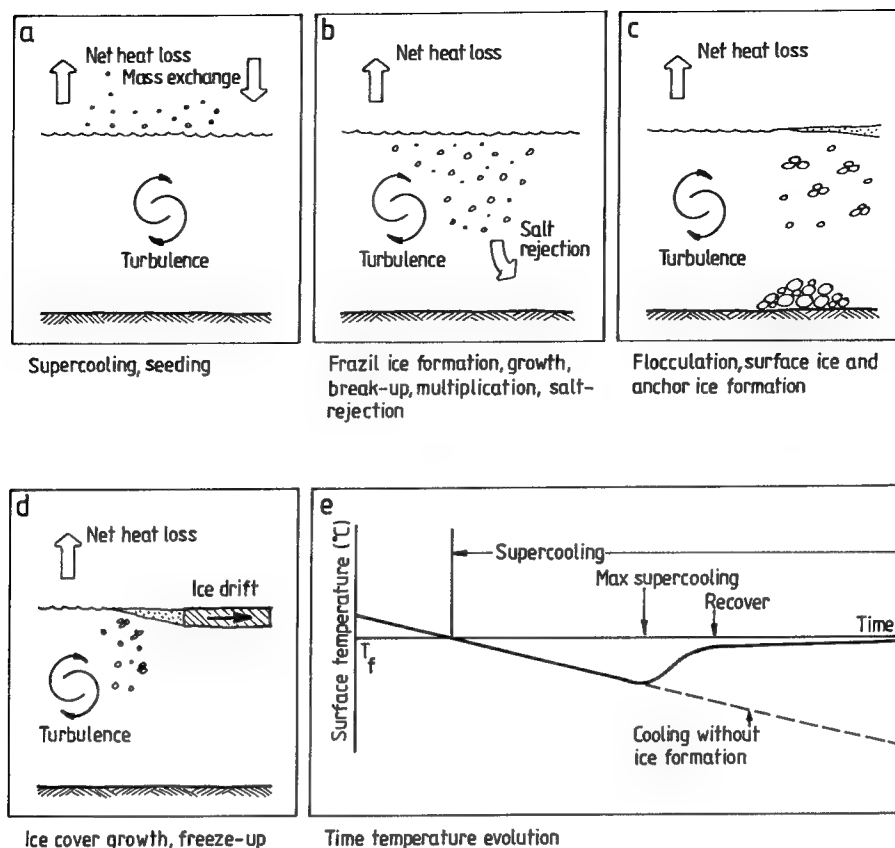 a
Net heat loss
Mass exchange
Turbulence
Supercooling, seeding
b
Net heat loss
Turbulence
Salt
rejection
Frazil ice formation, growth,
break-up, multiplication, salt-
rejection
c
Net heat loss
Turbulence
Flocculation, surface ice and
anchor ice formation
d
Net heat loss
Ice drift
Turbulence
Ice cover growth, freeze-up
e
Surface temperature (°C)
Supercooling
Max supercooling
Recover
Time
Tf
Cooling without
ice formation
Time temperature evolution